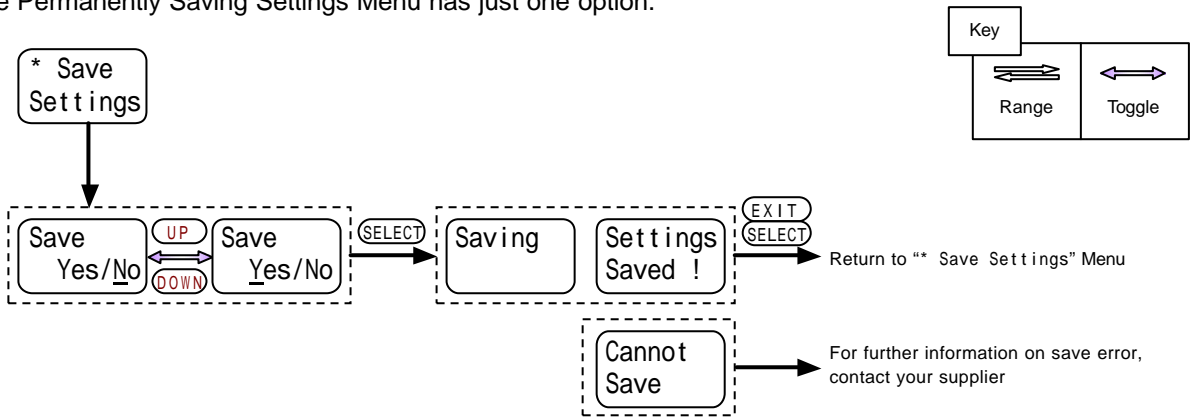 e Permanently Saving Settings Menu has just one option.
Key
Range
Toggle
* Save
Settings
Save
Yes/No
UP
DOWN
Save
Yes/No
SELECT
Saving
Settings
Saved !
EXIT
SELECT
Return to “* Save Settings” Menu
Cannot
Save
For further information on save error,
contact your supplier